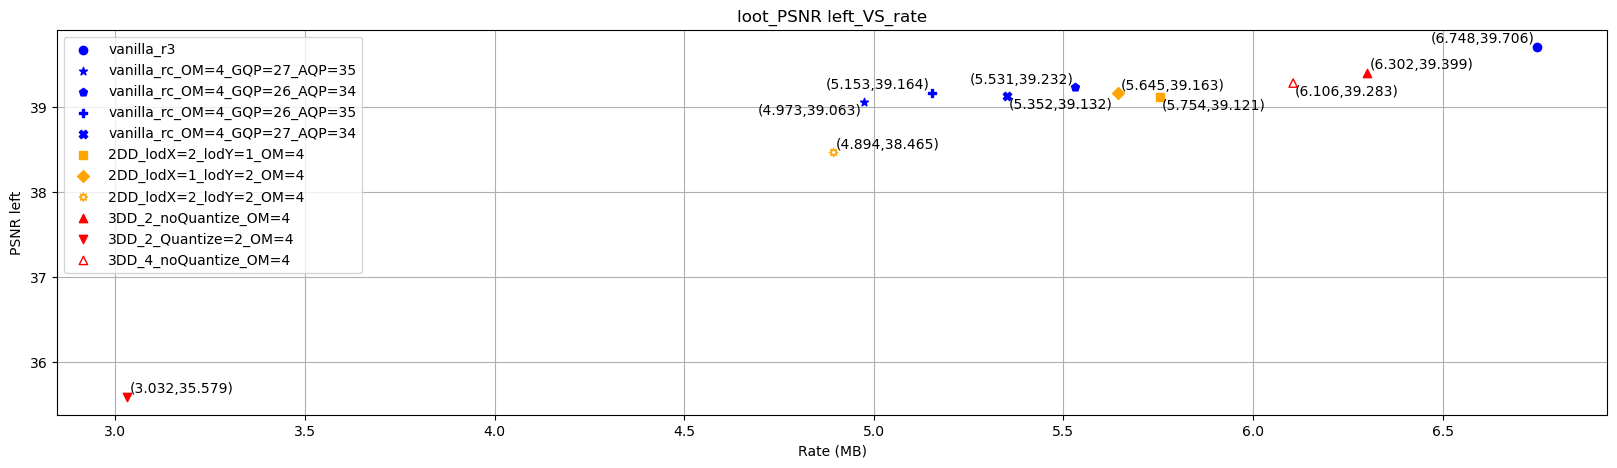 loot_PSNR left_VS_rate
vanilla_r3
vanilla_rc_OM=4_GQP=27_AQP=35
vanilla_rc_OM=4_GQP=26_AQP=34
vanilla_rc_OM=4_GQP=26_AQP=35
vanilla_rc_OM=4_GQP=27_AQP=34
2DD_lodX=2_lodY=1_OM=4
2DD_lodX=1_lodY=2_OM=4
2DD_lodX=2_lodY=2_OM=4
3DD_2_noQuantize_OM=4
3DD_2_Quantize=2_OM=4
3DD_4_noQuantize_OM=4
(6.748,39.706)
(6.302,39.399)
(6.106,39.283)
(5.153,39.164)
(5.531,39.232)
(5.645,39.163)
(4.973,39.063)
(5.352,39.132)
(5.754,39.121)
(4.894,38.465)
(3.032,35.579)
PSNR left
39
38
37
36
3.0 3.5 4.0 4.5 5.0 5.5 6.0 6.5
Rate (MB)